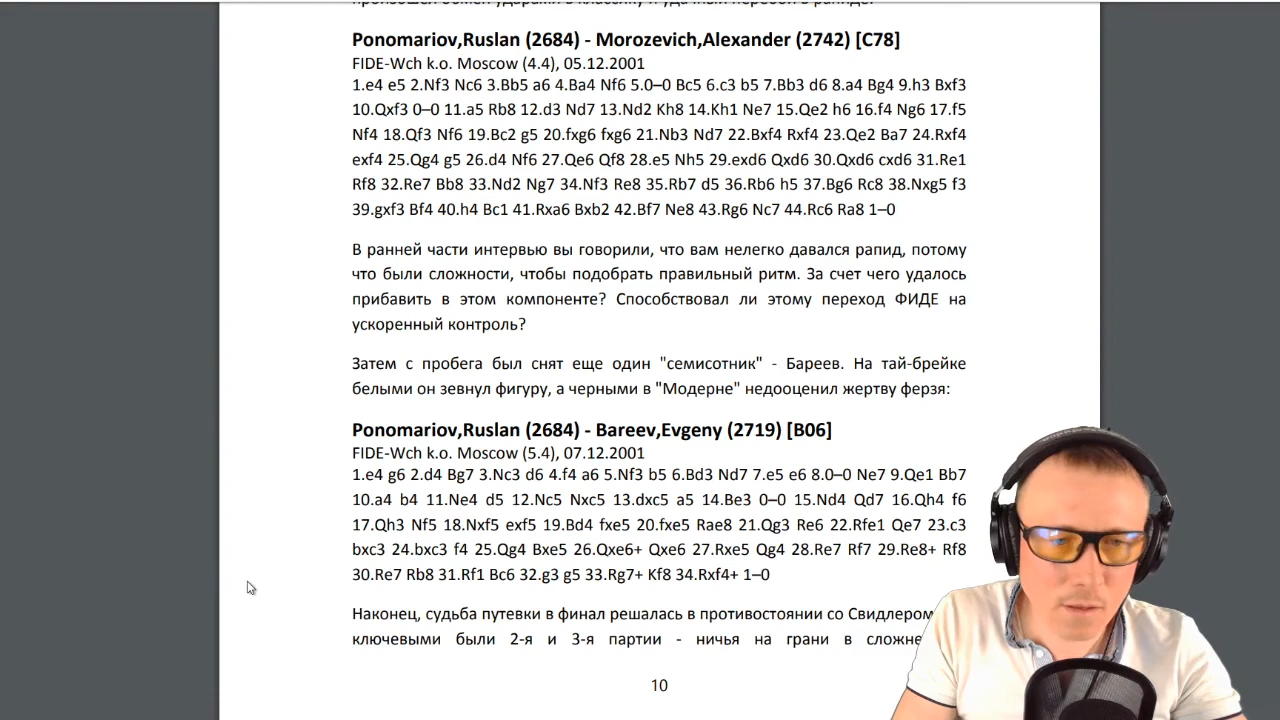 Ponomariov,Ruslan (2684) - Morozevich,Alexander (2742) [C78]
FIDE-Wch k.o. Moscow (4.4), 05.12.2001
1.e4 e5 2.Nf3 Nc6 3.Bb5 a6 4.Ba4 Nf6 5.0–0 Bc5 6.c3 b5 7.Bb3 d6 8.a4 Bg4 9.h3 Bxf3
10.Qxf3 0–0 11.a5 Rb8 12.d3 Nd7 13.Nd2 Kh8 14.Kh1 Ne7 15.Qe2 h6 16.f4 Ng6 17.f5
Nf4 18.Qf3 Nf6 19.Bc2 g5 20.fxg6 fxg6 21.Nb3 Nd7 22.Bxf4 Rxf4 23.Qe2 Ba7 24.Rxf4
exf4 25.Qg4 g5 26.d4 Nf6 27.Qe6 Qf8 28.e5 Nh5 29.exd6 Qxd6 30.Qxd6 cxd6 31.Re1
Rf8 32.Re7 Bb8 33.Nd2 Ng7 34.Nf3 Re8 35.Rb7 d5 36.Rb6 h5 37.Bg6 Rc8 38.Nxg5 f3
39.gxf3 Bf4 40.h4 Bc1 41.Rxa6 Bxb2 42.Bf7 Ne8 43.Rg6 Nc7 44.Rc6 Ra8 1–0
В ранней части интервью вы говорили, что вам нелегко давался рапид, потому
что были сложности, чтобы подобрать правильный ритм. За счет чего удалось
прибавить в этом компоненте? Способствовал ли этому переход ФИДЕ на
ускоренный контроль?
Затем с пробега был снят еще один "семисотник" - Бареев. На тай-брейке
белыми он зевнул фигуру, а черными в "Модерне" недооценил жертву ферзя:
Ponomariov,Ruslan (2684) - Bareev,Evgeny (2719) [B06]
FIDE-Wch k.o. Moscow (5.4), 07.12.2001
1.e4 g6 2.d4 Bg7 3.Nc3 d6 4.f4 a6 5.Nf3 b5 6.Bd3 Nd7 7.e5 e6 8.0–0 Ne7 9.Qe1 Bb7
10.a4 b4 11.Ne4 d5 12.Nc5 Nxc5 13.dxc5 a5 14.Be3 0–0 15.Nd4 Qd7 16.Qh4 f6
17.Qh3 Nf5 18.Nxf5 exf5 19.Bd4 fxe5 20.fxe5 Rae8 21.Qg3 Re6 22.Rfe1 Qe7 23.c3
bxc3 24.bxc3 f4 25.Qg4 Bxe5 26.Qxe6+ Qxe6 27.Rxe5 Qg4 28.Re7 Rf7 29.Re8+ Rf8
30.Re7 Rb8 31.Rf1 Bc6 32.g3 g5 33.Rg7+ Kf8 34.Rxf4+ 1–0
Наконец, судьба путевки в финал решалась в противостоянии со Свидлером
ключевыми были 2-я и 3-я партии - ничья на грани в
10